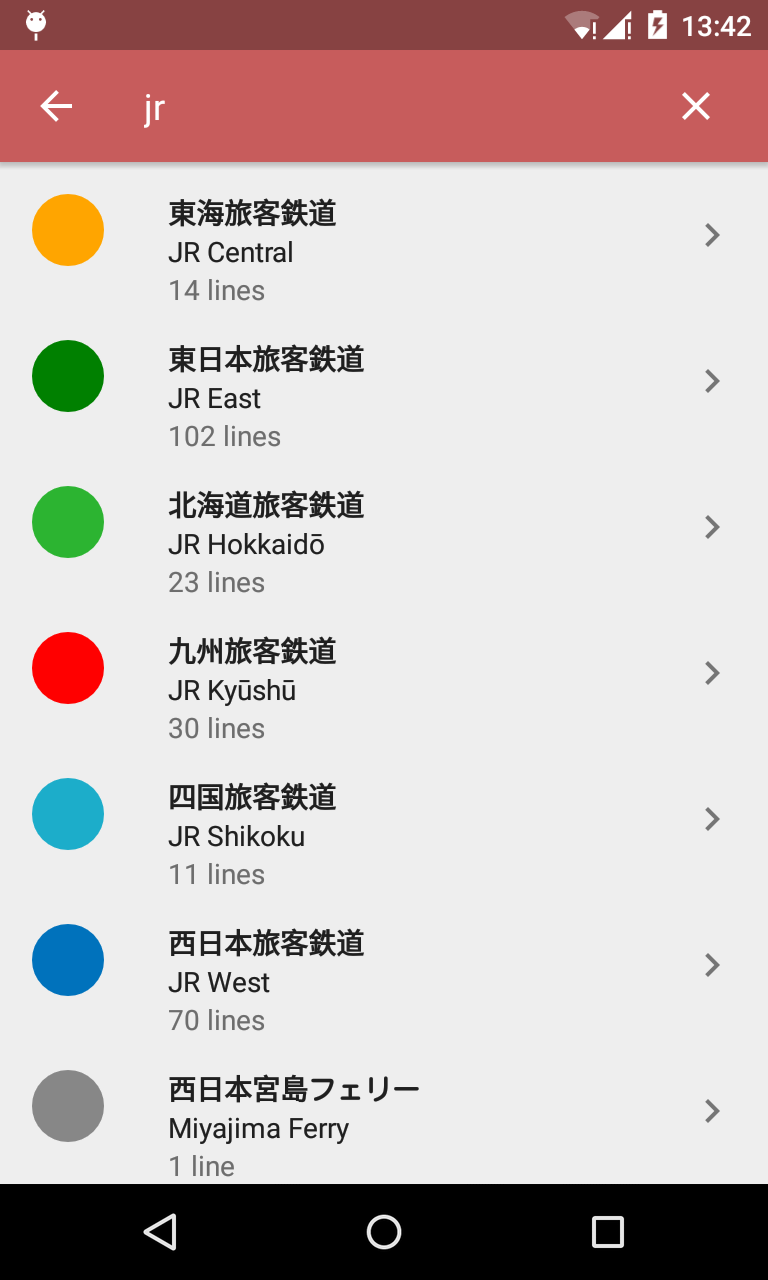 13:42
jr
東海旅客鉄道
JR Central
14 lines
東日本旅客鉄道
JR East
102 lines
北海道旅客鉄道
JR Hokkaidō
23 lines
九州旅客鉄道
JR Kyūshū
30 lines
四国旅客鉄道
JR Shikoku
11 lines
西日本旅客鉄道
JR West
70 lines
西日本宮島フェリー
Miyajima Ferry
1 line